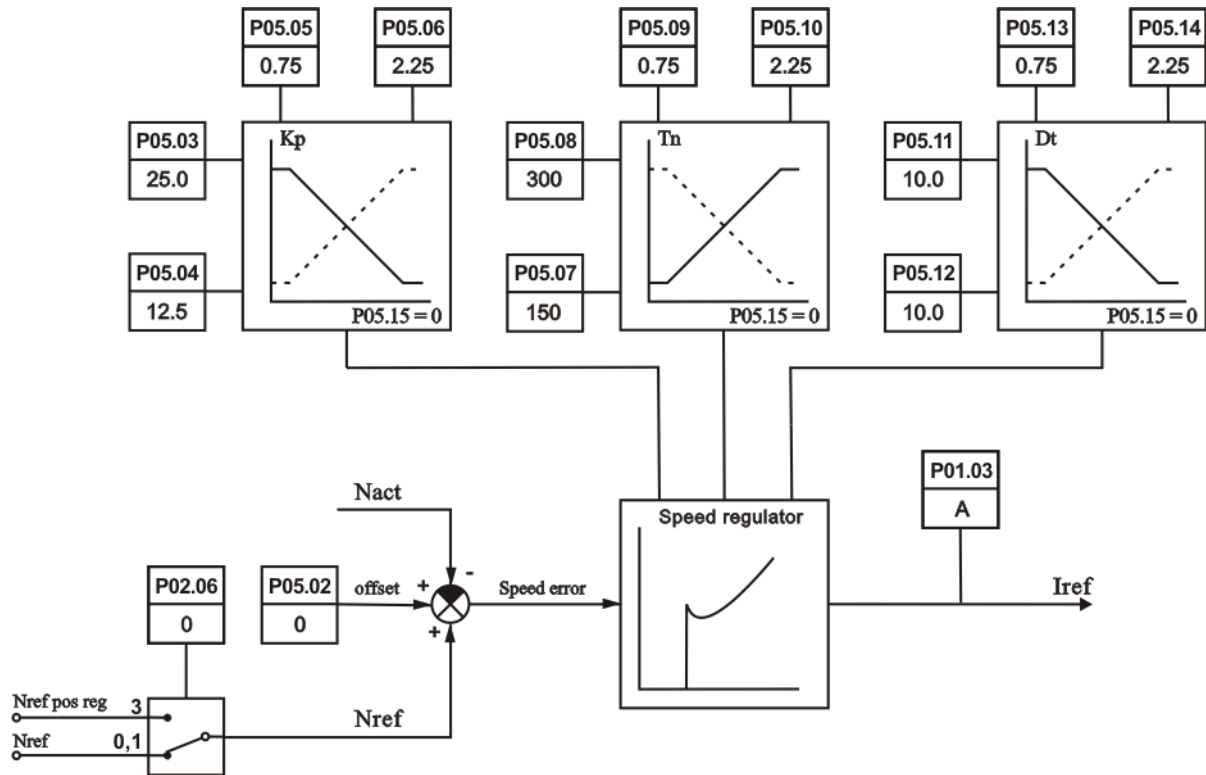 P05.05 P05.06 P05.09 P05.10 P05.13 P05.14
0.75 2.25 0.75 2.25 0.75 2.25
Kp Tn Dt
P05.03 P05.08 P05.11
25.0 300 10.0
P05.04 P05.07 P05.12
12.5 150 10.0
P05.15 = 0 P05.15 = 0 P05.15 = 0
P01.03
A
Nact
Speed regulator
P02.06 P05.02 offset + - Speed error Iref
0 0 +
Nref pos reg 3 Nref
Nref 0,1